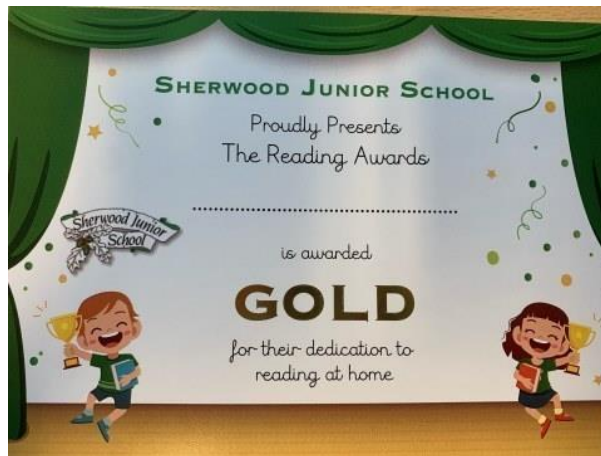 SHERWOOD JUNIOR SCHOOL
Proudly Presents
The Reading Awards
Sherwood Junior
School
is awarded
GOLD
for their dedication to
reading at home